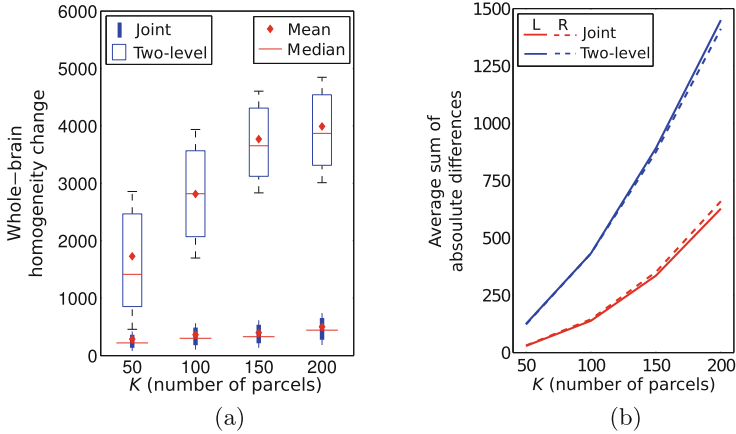 6000
5000
4000
3000
2000
1000
0
Whole−brain
homogeneity change
Joint
Two-level
Mean
Median
50 100 150 200
K (number of parcels)
(a)
1500
1250
1000
750
500
250
0
Average sum of
absoulute differences
L R
Joint
Two-level
50 100 150 200
K (number of parcels)
(b)